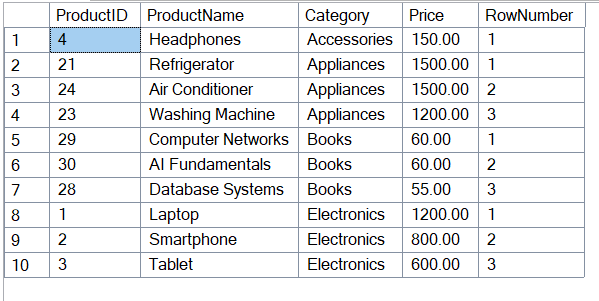 ProductID ProductName Category Price RowNumber
1 4 Headphones Accessories 150.00 1
2 21 Refrigerator Appliances 1500.00 1
3 24 Air Conditioner Appliances 1500.00 2
4 23 Washing Machine Appliances 1200.00 3
5 29 Computer Networks Books 60.00 1
6 30 AI Fundamentals Books 60.00 2
7 28 Database Systems Books 55.00 3
8 1 Laptop Electronics 1200.00 1
9 2 Smartphone Electronics 800.00 2
10 3 Tablet Electronics 600.00 3